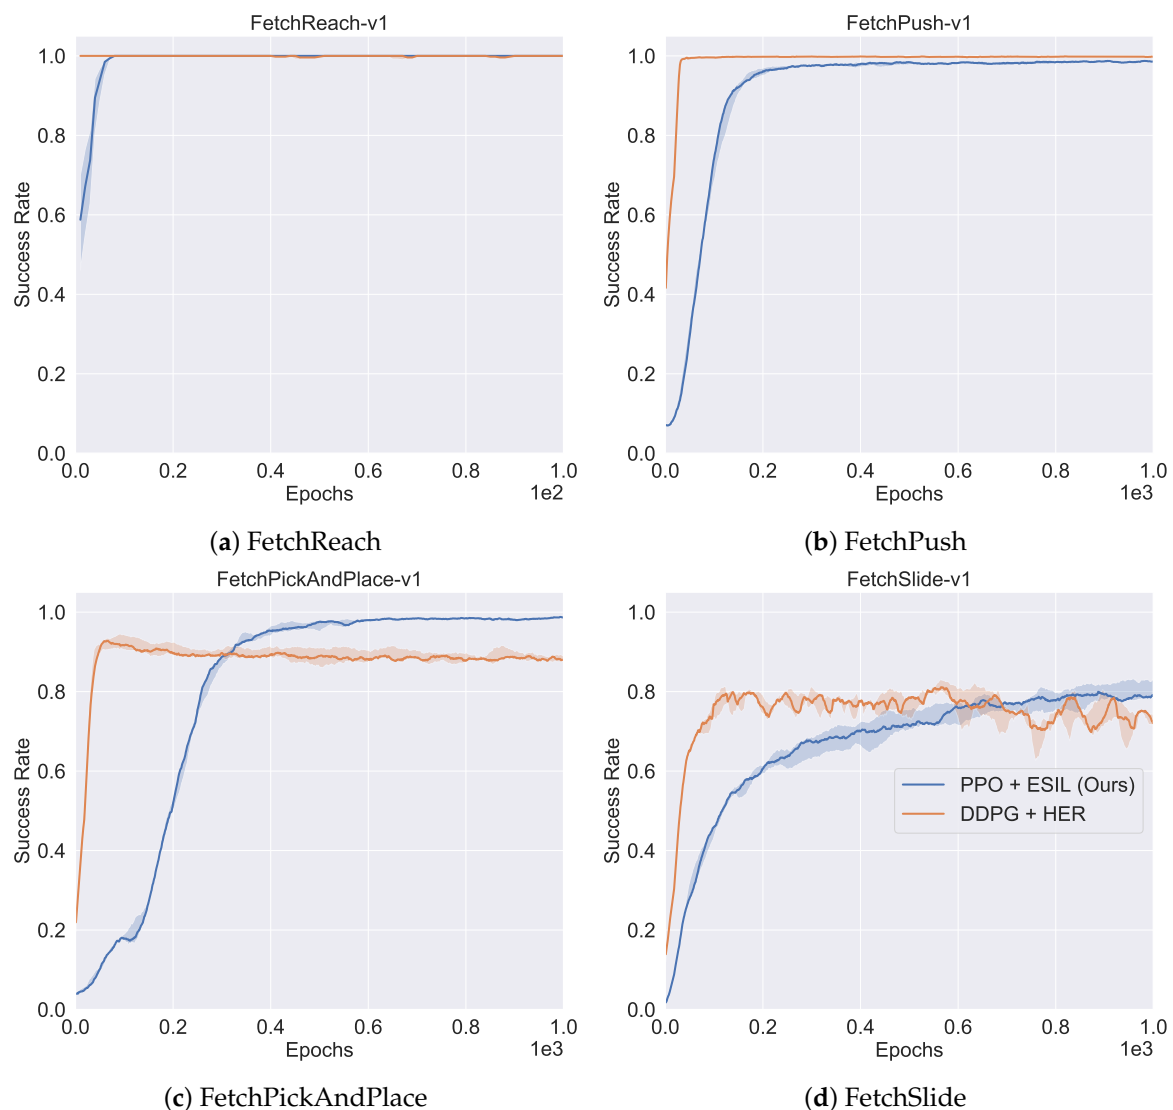 FetchReach-v1
1.0
0.8
0.6
0.4
0.2
0.0
Success Rate
0.0 0.2 0.4 0.6 0.8 1.0
Epochs
1e2
(a) FetchReach
FetchPush-v1
1.0
0.8
0.6
0.4
0.2
0.0
Success Rate
0.0 0.2 0.4 0.6 0.8 1.0
Epochs
1e3
(b) FetchPush
FetchPickAndPlace-v1
1.0
0.8
0.6
0.4
0.2
0.0
Success Rate
0.0 0.2 0.4 0.6 0.8 1.0
Epochs
1e3
(c) FetchPickAndPlace
FetchSlide-v1
1.0
0.8
0.6
0.4
0.2
0.0
Success Rate
PPO + ESIL (Ours)
DDPG + HER
0.0 0.2 0.4 0.6 0.8 1.0
Epochs
1e3
(d) FetchSlide